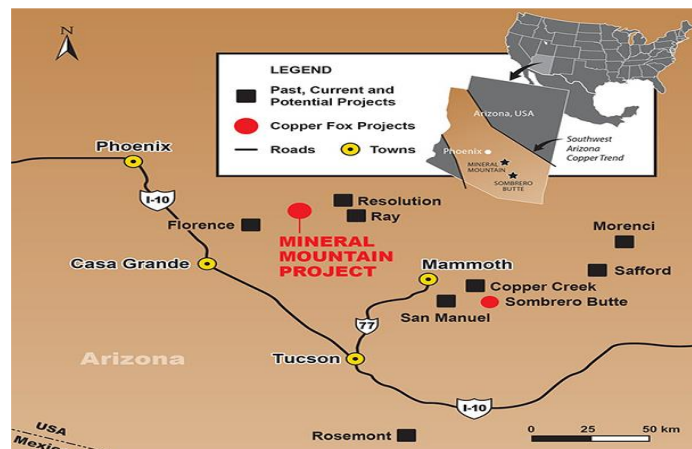 N
LEGEND
Past, Current and
Potential Projects
Copper Fox Projects
Roads
Towns
Arizona, USA
Phoenix
MINERAL
MOUNTAIN
SOMBRERO
BUTTE
Southwest
Arizona
Copper Trend
Phoenix
I-10
Resolution
Ray
Florence
MINERAL
MOUNTAIN
PROJECT
Morenci
Casa Grande
Mammoth
Safford
Copper Creek
Sombrero Butte
San Manuel
77
Arizona
Tucson
I-10
USA
Mexic
Rosemont
0 25 50 km